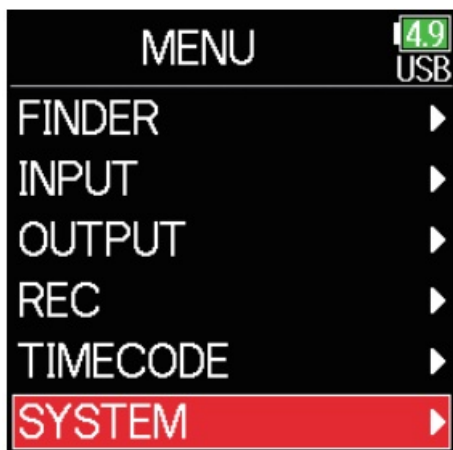 MENU
4.9
USB
FINDER
INPUT
OUTPUT
REC
TIMECODE
SYSTEM